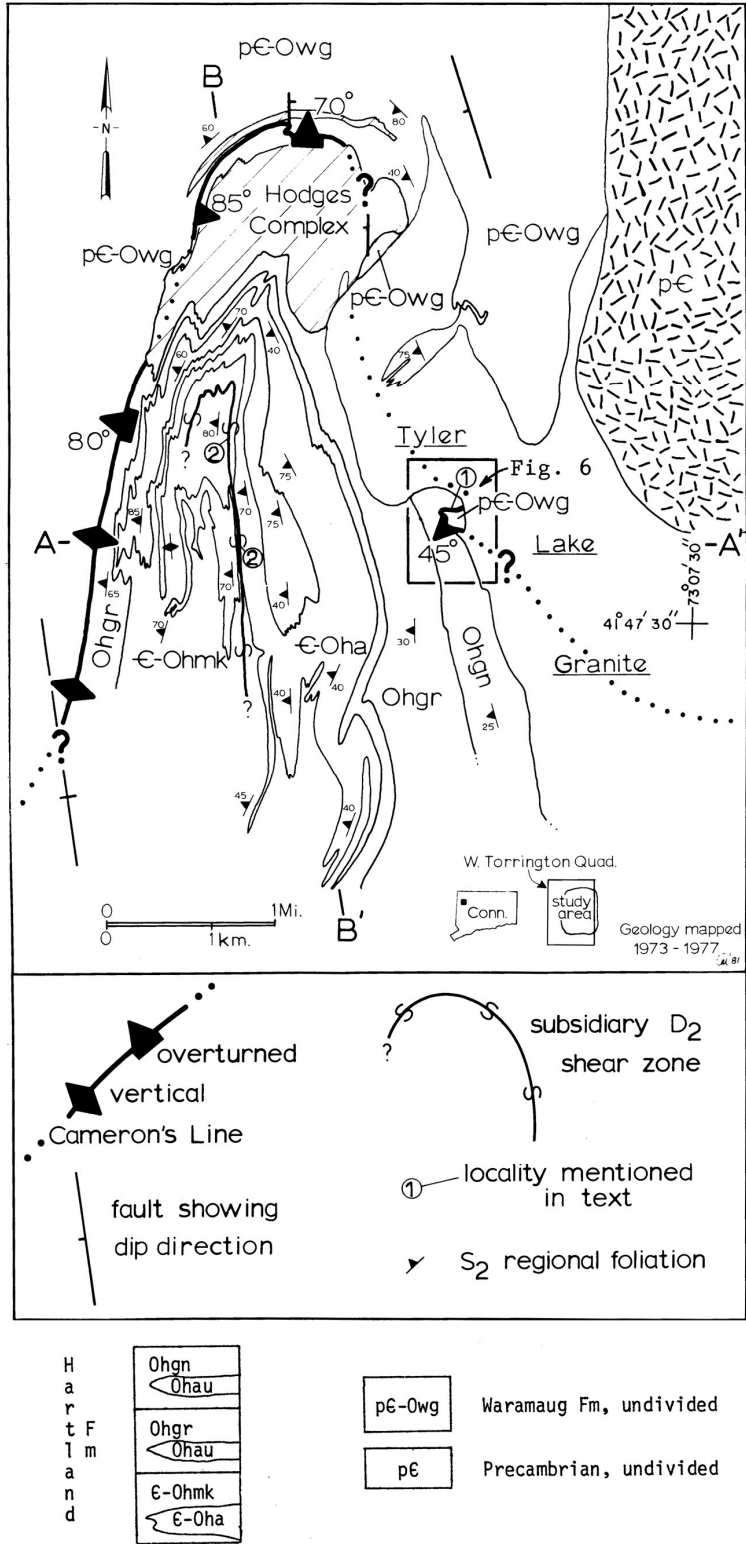 pЄ-Owg
B
70°
80
60
-N-
40
?
85°
Hodges
Complex
pЄ-Owg
pЄ-Owg
pЄ
pЄ-Owg
70
60
40
75
80°
S
S
80
?
②
Tyler
75
①
Fig. 6
pЄ-Owg
A-
85
70
75
S
②
45°
Lake
?
-A'
73°07'30"
65
70
40
41°47'30"
Ohgr
70
Є-Ohmk
S
Є-Oha
30
Ohgn
Granite
40
40
Ohgr
?
25
?
45
40
W. Torrington Quad.
0 1Mi.
0 1km.
B'
Conn.
study
area
Geology mapped
1973-1977
'81
overturned
vertical
Cameron's Line
S
S
?
S
subsidiary D₂
shear zone
fault showing
dip direction
① locality mentioned
in text
S₂ regional foliation
Hartland
Fm
Ohgn
Ohau
Ohgr
Ohau
Є-Ohmk
Є-Oha
pЄ-Owg Waramaug Fm, undivided
pЄ Precambrian, undivided